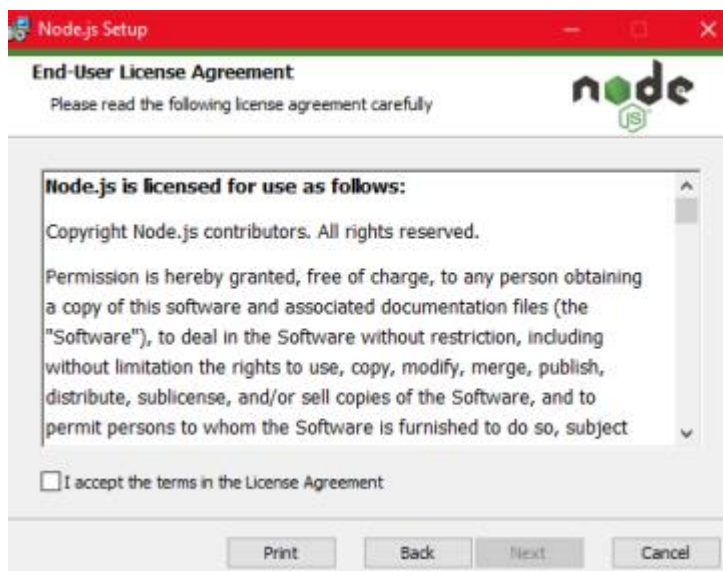 Node.js Setup
End-User License Agreement
Please read the following license agreement carefully
node
JS
Node.js is licensed for use as follows:
Copyright Node.js contributors. All rights reserved.
Permission is hereby granted, free of charge, to any person obtaining
a copy of this software and associated documentation files (the
"Software"), to deal in the Software without restriction, including
without limitation the rights to use, copy, modify, merge, publish,
distribute, sublicense, and/or sell copies of the Software, and to
permit persons to whom the Software is furnished to do so, subject
I accept the terms in the License Agreement
Print Back Next Cancel